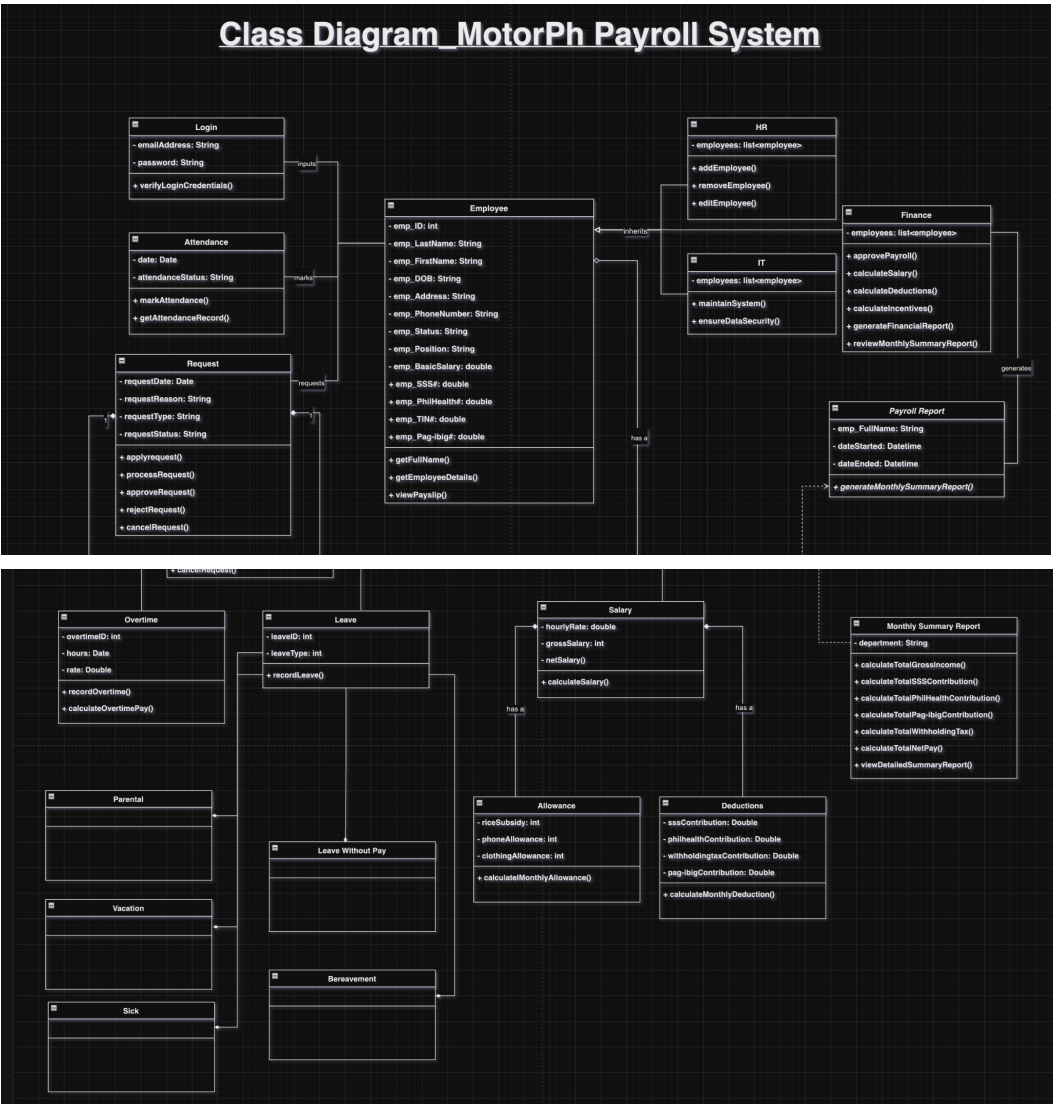 Class Diagram_MotorPh Payroll System
Login
- emailAddress: String
- password: String
+ verifyLoginCredentials()
inputs
Attendance
- date: Date
- attendanceStatus: String
+ markAttendance()
+ getAttendanceRecord()
marks
Request
- requestDate: Date
- requestReason: String
- requestType: String
- requestStatus: String
+ applyrequest()
+ processRequest()
+ approveRequest()
+ rejectRequest()
+ cancelRequest()
requests
1
1
Employee
- emp_ID: int
- emp_LastName: String
- emp_FirstName: String
- emp_DOB: String
- emp_Address: String
- emp_PhoneNumber: String
- emp_Status: String
- emp_Position: String
- emp_BasicSalary: double
+ emp_SSS#: double
+ emp_PhilHealth#: double
+ emp_TIN#: double
+ emp_Pag-ibig#: double
+ getFullName()
+ getEmployeeDetails()
+ viewPayslip()
inherits
has a
HR
- employees: list<employee>
+ addEmployee()
+ removeEmployee()
+ editEmployee()
IT
- employees: list<employee>
+ maintainSystem()
+ ensureDataSecurity()
Finance
- employees: list<employee>
+ approvePayroll()
+ calculateSalary()
+ calculateDeductions()
+ calculateIncentives()
+ generateFinancialReport()
+ reviewMonthlySummaryReport()
generates
Payroll Report
- emp_FullName: String
- dateStarted: Datetime
- dateEnded: Datetime
+ generateMonthlySummaryReport()
+ cancelRequest()
Overtime
- overtimeID: int
- hours: Date
- rate: Double
+ recordOvertime()
+ calculateOvertimePay()
Leave
- leaveID: int
- leaveType: int
+ recordLeave()
Salary
- hourlyRate: double
- grossSalary: int
- netSalary()
+ calculateSalary()
has a
has a
Monthly Summary Report
- department: String
+ calculateTotalGrossIncome()
+ calculateTotalSSSContribution()
+ calculateTotalPhilHealthContribution()
+ calculateTotalPag-ibigContribution()
+ calculateTotalWithholdingTax()
+ calculateTotalNetPay()
+ viewDetailedSummaryReport()
Parental
Vacation
Sick
Leave Without Pay
Bereavement
Allowance
- riceSubsidy: int
- phoneAllowance: int
- clothingAllowance: int
+ calculatelMonthlyAllowance()
Deductions
- sssContribution: Double
- philhealthContribution: Double
- withholdingtaxContribution: Double
- pag-ibigContribution: Double
+ calculateMonthlyDeduction()